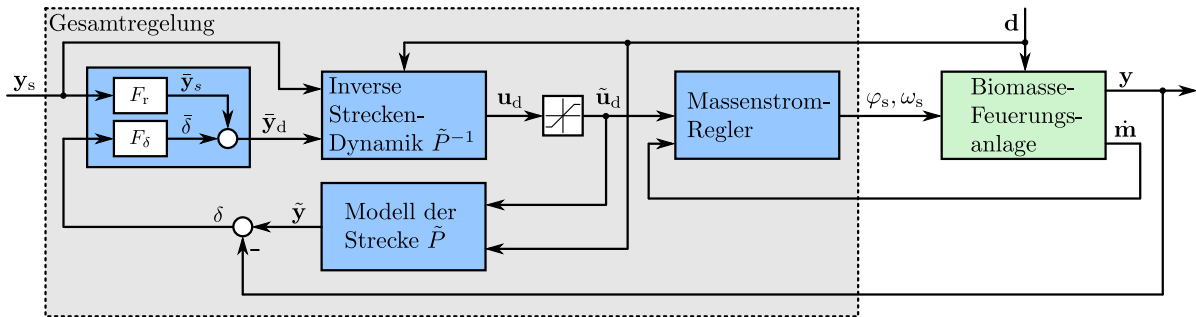 Gesamtregelung
d
y_s
F_r
ȳ_s
F_δ
δ̄
ȳ_d
Inverse
Strecken-
Dynamik P̃⁻¹
u_d
ũ_d
Massenstrom-
Regler
φ_s, ω_s
Biomasse-
Feuerungs-
anlage
y
ṁ
δ
ỹ
Modell der
Strecke P̃
-